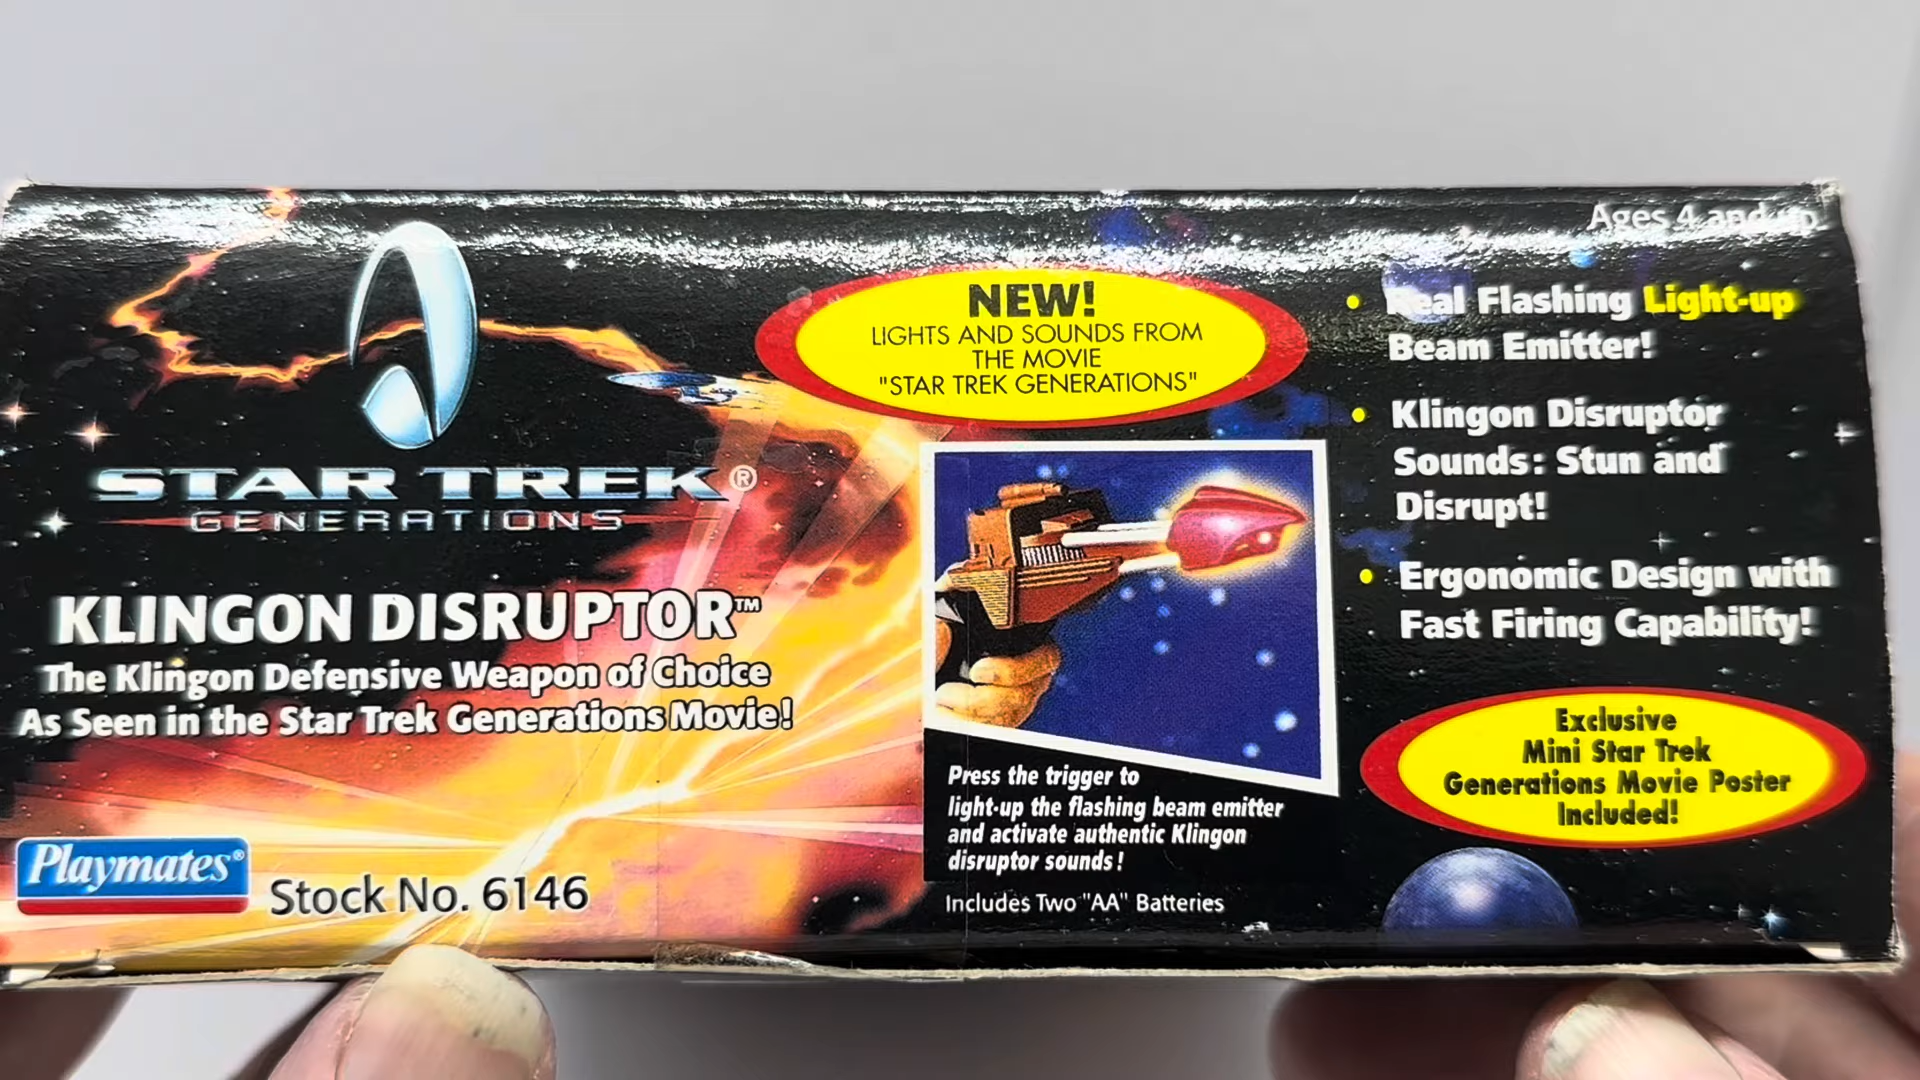 Ages 4 and up
STAR TREK®
GENERATIONS
KLINGON DISRUPTOR™
The Klingon Defensive Weapon of Choice
As Seen in the Star Trek Generations Movie!
Playmates®
Stock No. 6146
NEW!
LIGHTS AND SOUNDS FROM
THE MOVIE
"STAR TREK GENERATIONS"
Press the trigger to
light-up the flashing beam emitter
and activate authentic Klingon
disruptor sounds!
Includes Two "AA" Batteries
• Real Flashing Light-up
Beam Emitter!
• Klingon Disruptor
Sounds: Stun and
Disrupt!
• Ergonomic Design with
Fast Firing Capability!
Exclusive
Mini Star Trek
Generations Movie Poster
Included!